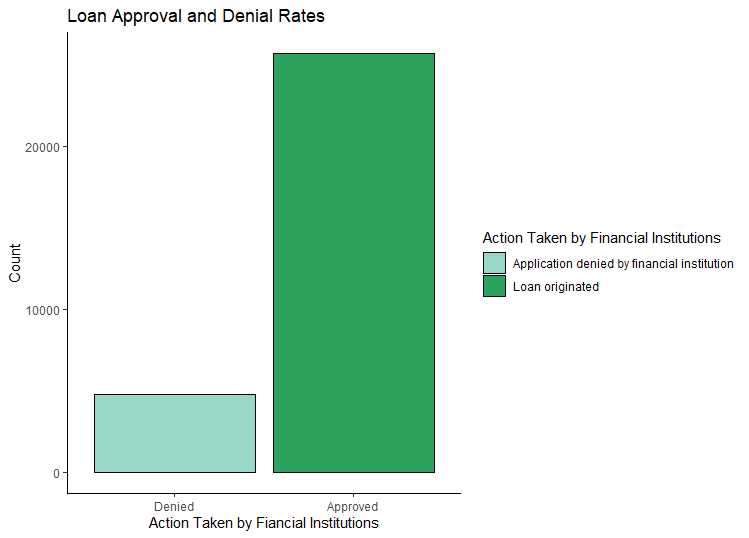 Loan Approval and Denial Rates
Count
20000
10000
0
Denied
Approved
Action Taken by Fiancial Institutions
Action Taken by Financial Institutions
Application denied by financial institution
Loan originated